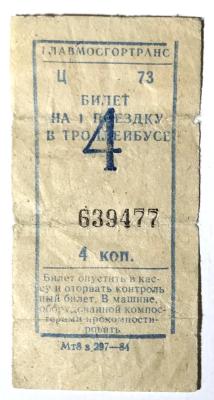 ГЛАВМОСГОРТРАНС
Ц 73
БИЛЕТ
НА 1 ПОЕЗДКУ
В ТРОЛЛЕЙБУСЕ
4
639477
4 коп.
Билет опустить в кас-
су и оторвать контроль
ный билет. В машине,
оборудованной компос-
терами прокомпости-
ровать
Мт8 з 297—84